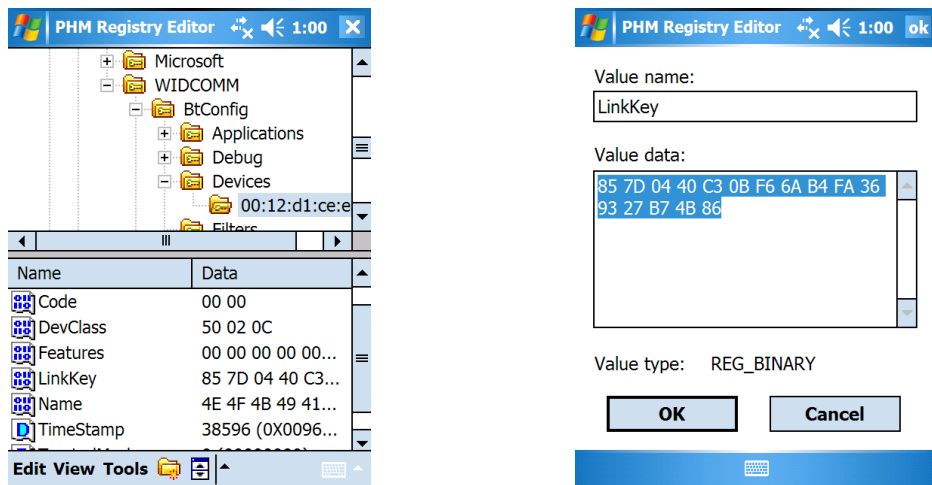 PHM Registry Editor 1:00
Microsoft
WIDCOMM
BtConfig
Applications
Debug
Devices
00:12:d1:ce:e
Filters
Name Data
Code 00 00
DevClass 50 02 0C
Features 00 00 00 00 00...
LinkKey 85 7D 04 40 C3...
Name 4E 4F 4B 49 41...
TimeStamp 38596 (0X0096...
Edit View Tools
PHM Registry Editor 1:00 ok
Value name:
LinkKey
Value data:
85 7D 04 40 C3 0B F6 6A B4 FA 36
93 27 B7 4B 86
Value type: REG_BINARY
OK Cancel